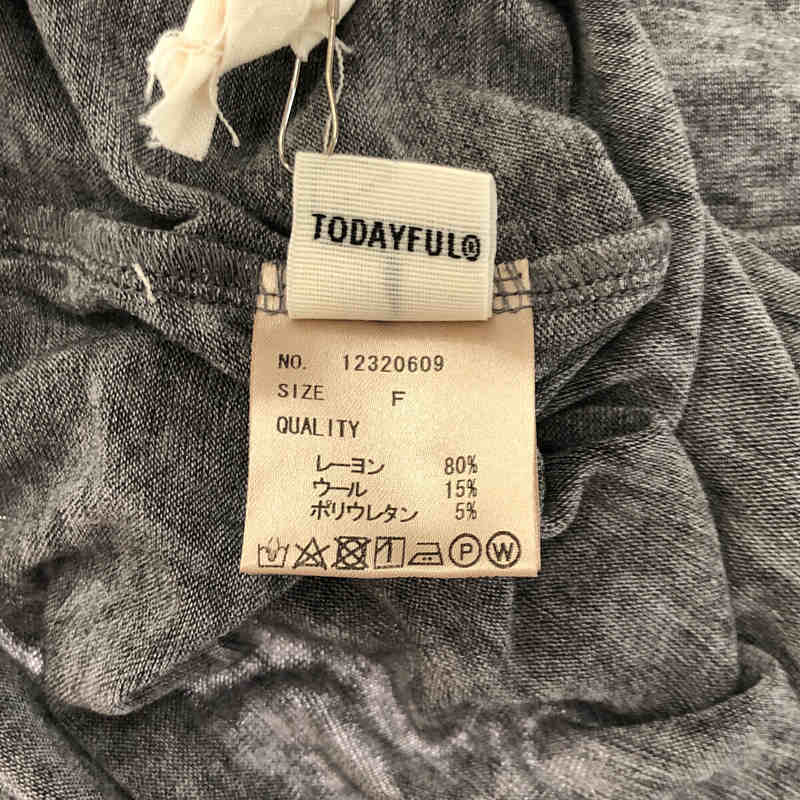 TODAYFUL®
NO. 12320609
SIZE F
QUALITY
レーヨン 80%
ウール 15%
ポリウレタン 5%
P W